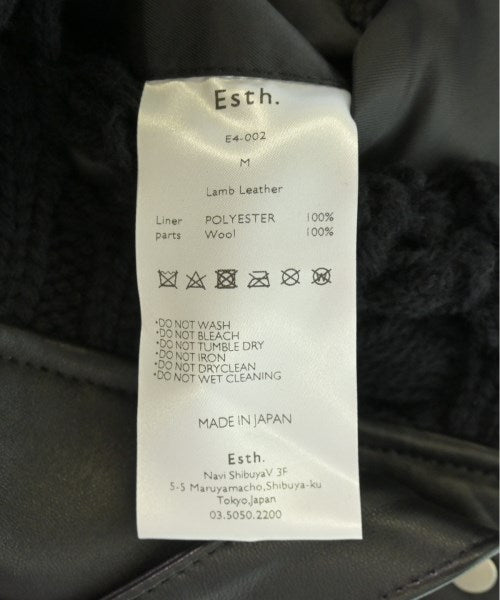 Esth.
E4-002
M
Lamb Leather
Liner POLYESTER 100%
parts Wool 100%
*DO NOT WASH
*DO NOT BLEACH
*DO NOT TUMBLE DRY
*DO NOT IRON
*DO NOT DRYCLEAN
*DO NOT WET CLEANING
MADE IN JAPAN
Esth.
Navi ShibuyaV 3F
5-5 Maruyamacho,Shibuya-ku
Tokyo,Japan
03.5050.2200